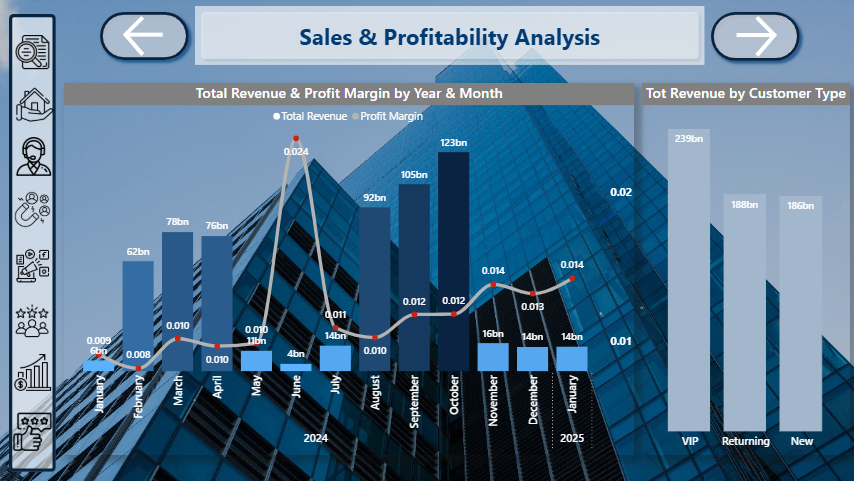 Sales & Profitability Analysis
Total Revenue & Profit Margin by Year & Month
Total Revenue Profit Margin
0.009
6bn
62bn
0.008
78bn
0.010
76bn
0.010
0.010
11bn
0.024
4bn
0.011
14bn
92bn
0.010
105bn
0.012
123bn
0.012
0.014
16bn
0.013
14bn
0.014
14bn
0.02
0.01
January
February
March
April
May
June
July
August
September
October
November
December
January
2024
2025
Tot Revenue by Customer Type
239bn
188bn
186bn
VIP
Returning
New